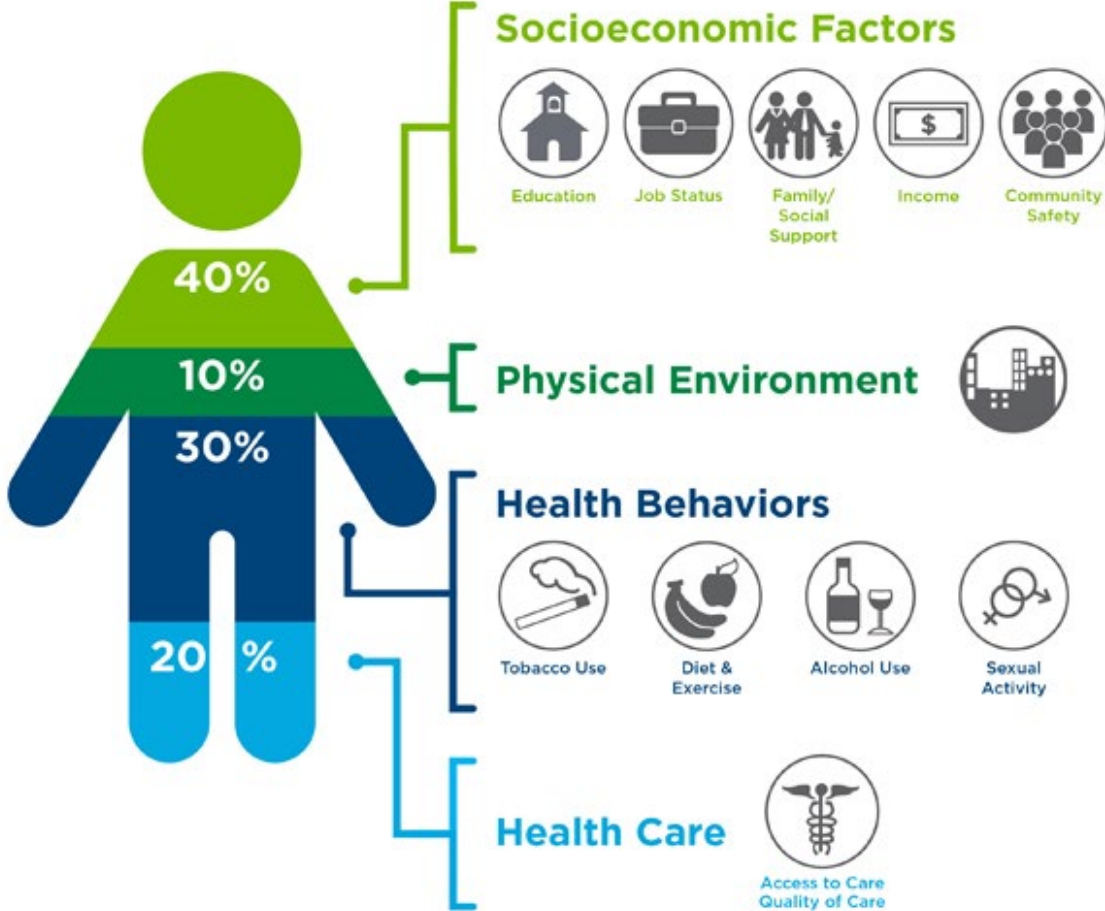 Socioeconomic Factors
$
Education
Job Status
Family/
Social
Support
Income
Community
Safety
40%
10%
Physical Environment
30%
Health Behaviors
Tobacco Use
Diet &
Exercise
Alcohol Use
Sexual
Activity
20 %
Health Care
Access to Care
Quality of Care